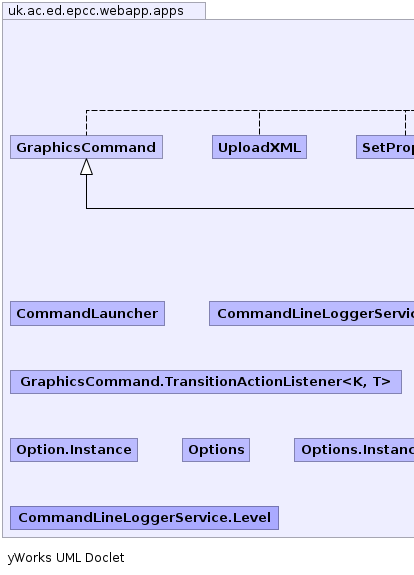 uk.ac.ed.epcc.webapp.apps
GraphicsCommand UploadXML SetProp
CommandLauncher CommandLineLoggerServic
GraphicsCommand.TransitionActionListener<K, T>
Option.Instance Options Options.Instanc
CommandLineLoggerService.Level
yWorks UML Doclet